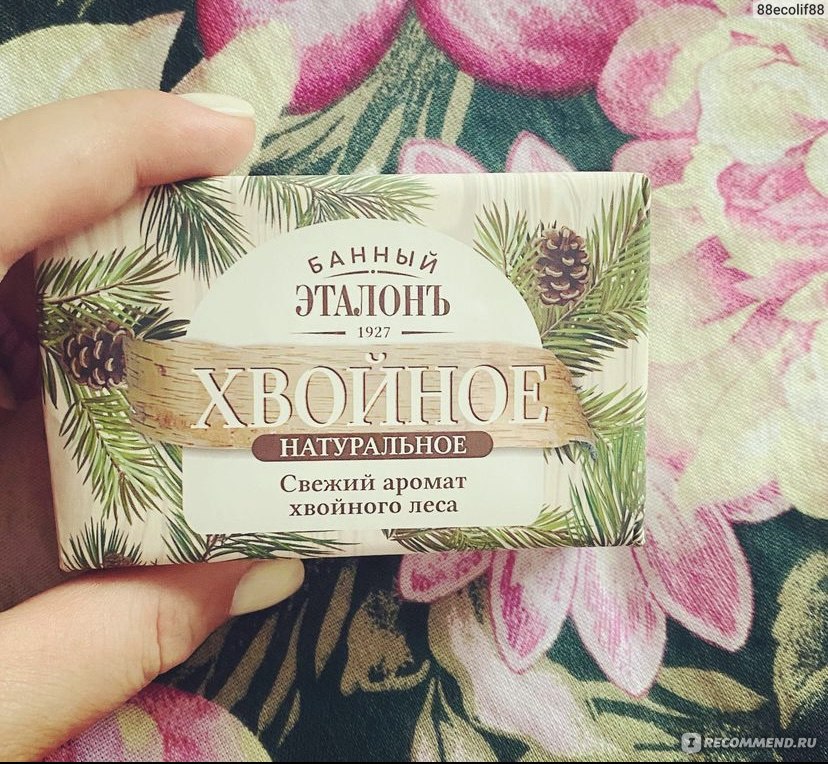 88ecolif88
БАННЫЙ
ЭТАЛОНЪ
1927
ХВОЙНОЕ
НАТУРАЛЬНОЕ
Свежий аромат
хвойного леса
RECOMMEND.RU